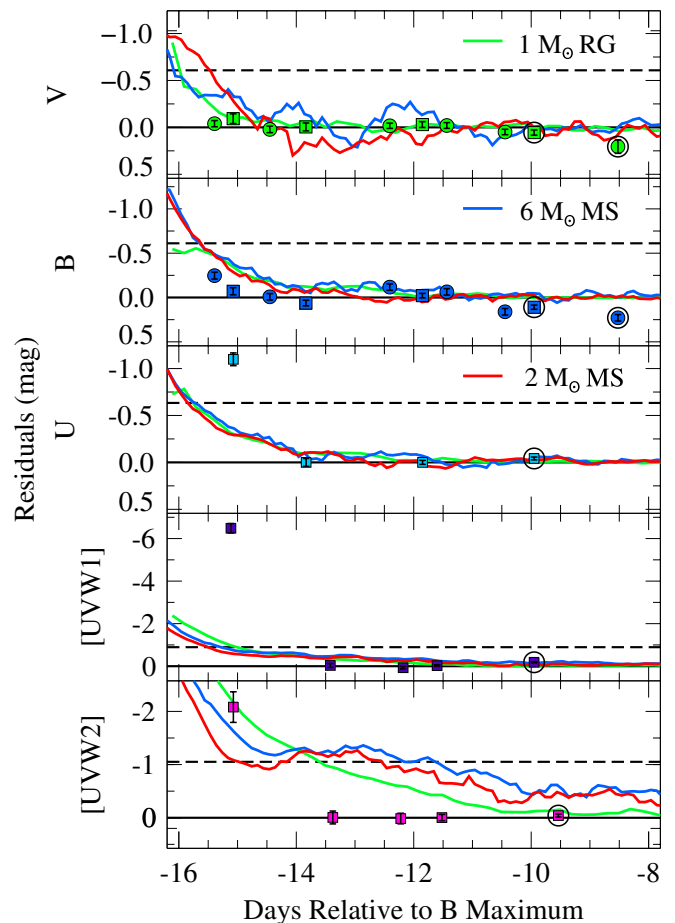 -1.0
-0.5
0.0
0.5
V
1 M⊙ RG
-1.0
-0.5
0.0
0.5
B
6 M⊙ MS
-1.0
-0.5
0.0
0.5
U
2 M⊙ MS
Residuals (mag)
-6
-4
-2
0
[UVW1]
-2
-1
0
[UVW2]
-16 -14 -12 -10 -8
Days Relative to B Maximum